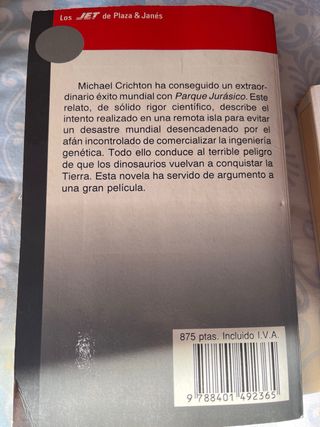 Los JET de Plaza & Janés
Michael Crichton ha conseguido un extraor-
dinario éxito mundial con Parque Jurásico. Este
relato, de sólido rigor científico, describe el
intento realizado en una remota isla para evitar
un desastre mundial desencadenado por el
afán incontrolado de comercializar la ingeniería
genética. Todo ello conduce al terrible peligro
de que los dinosaurios vuelvan a conquistar la
Tierra. Esta novela ha servido de argumento a
una gran película.
875 ptas. Incluido I.V.A.
9 788401 492365